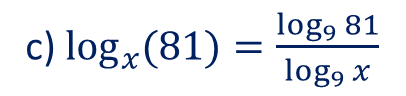 c) logₓ(81) = log₉ 81 / log₉ x